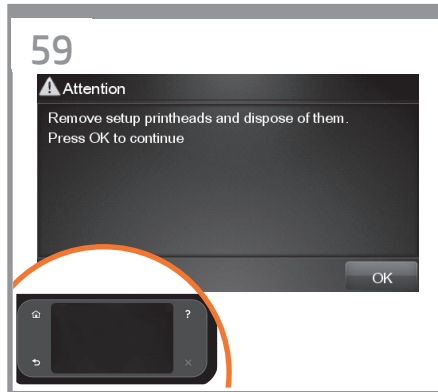 59
Attention
Remove setup printheads and dispose of them.
Press OK to continue
OK
?